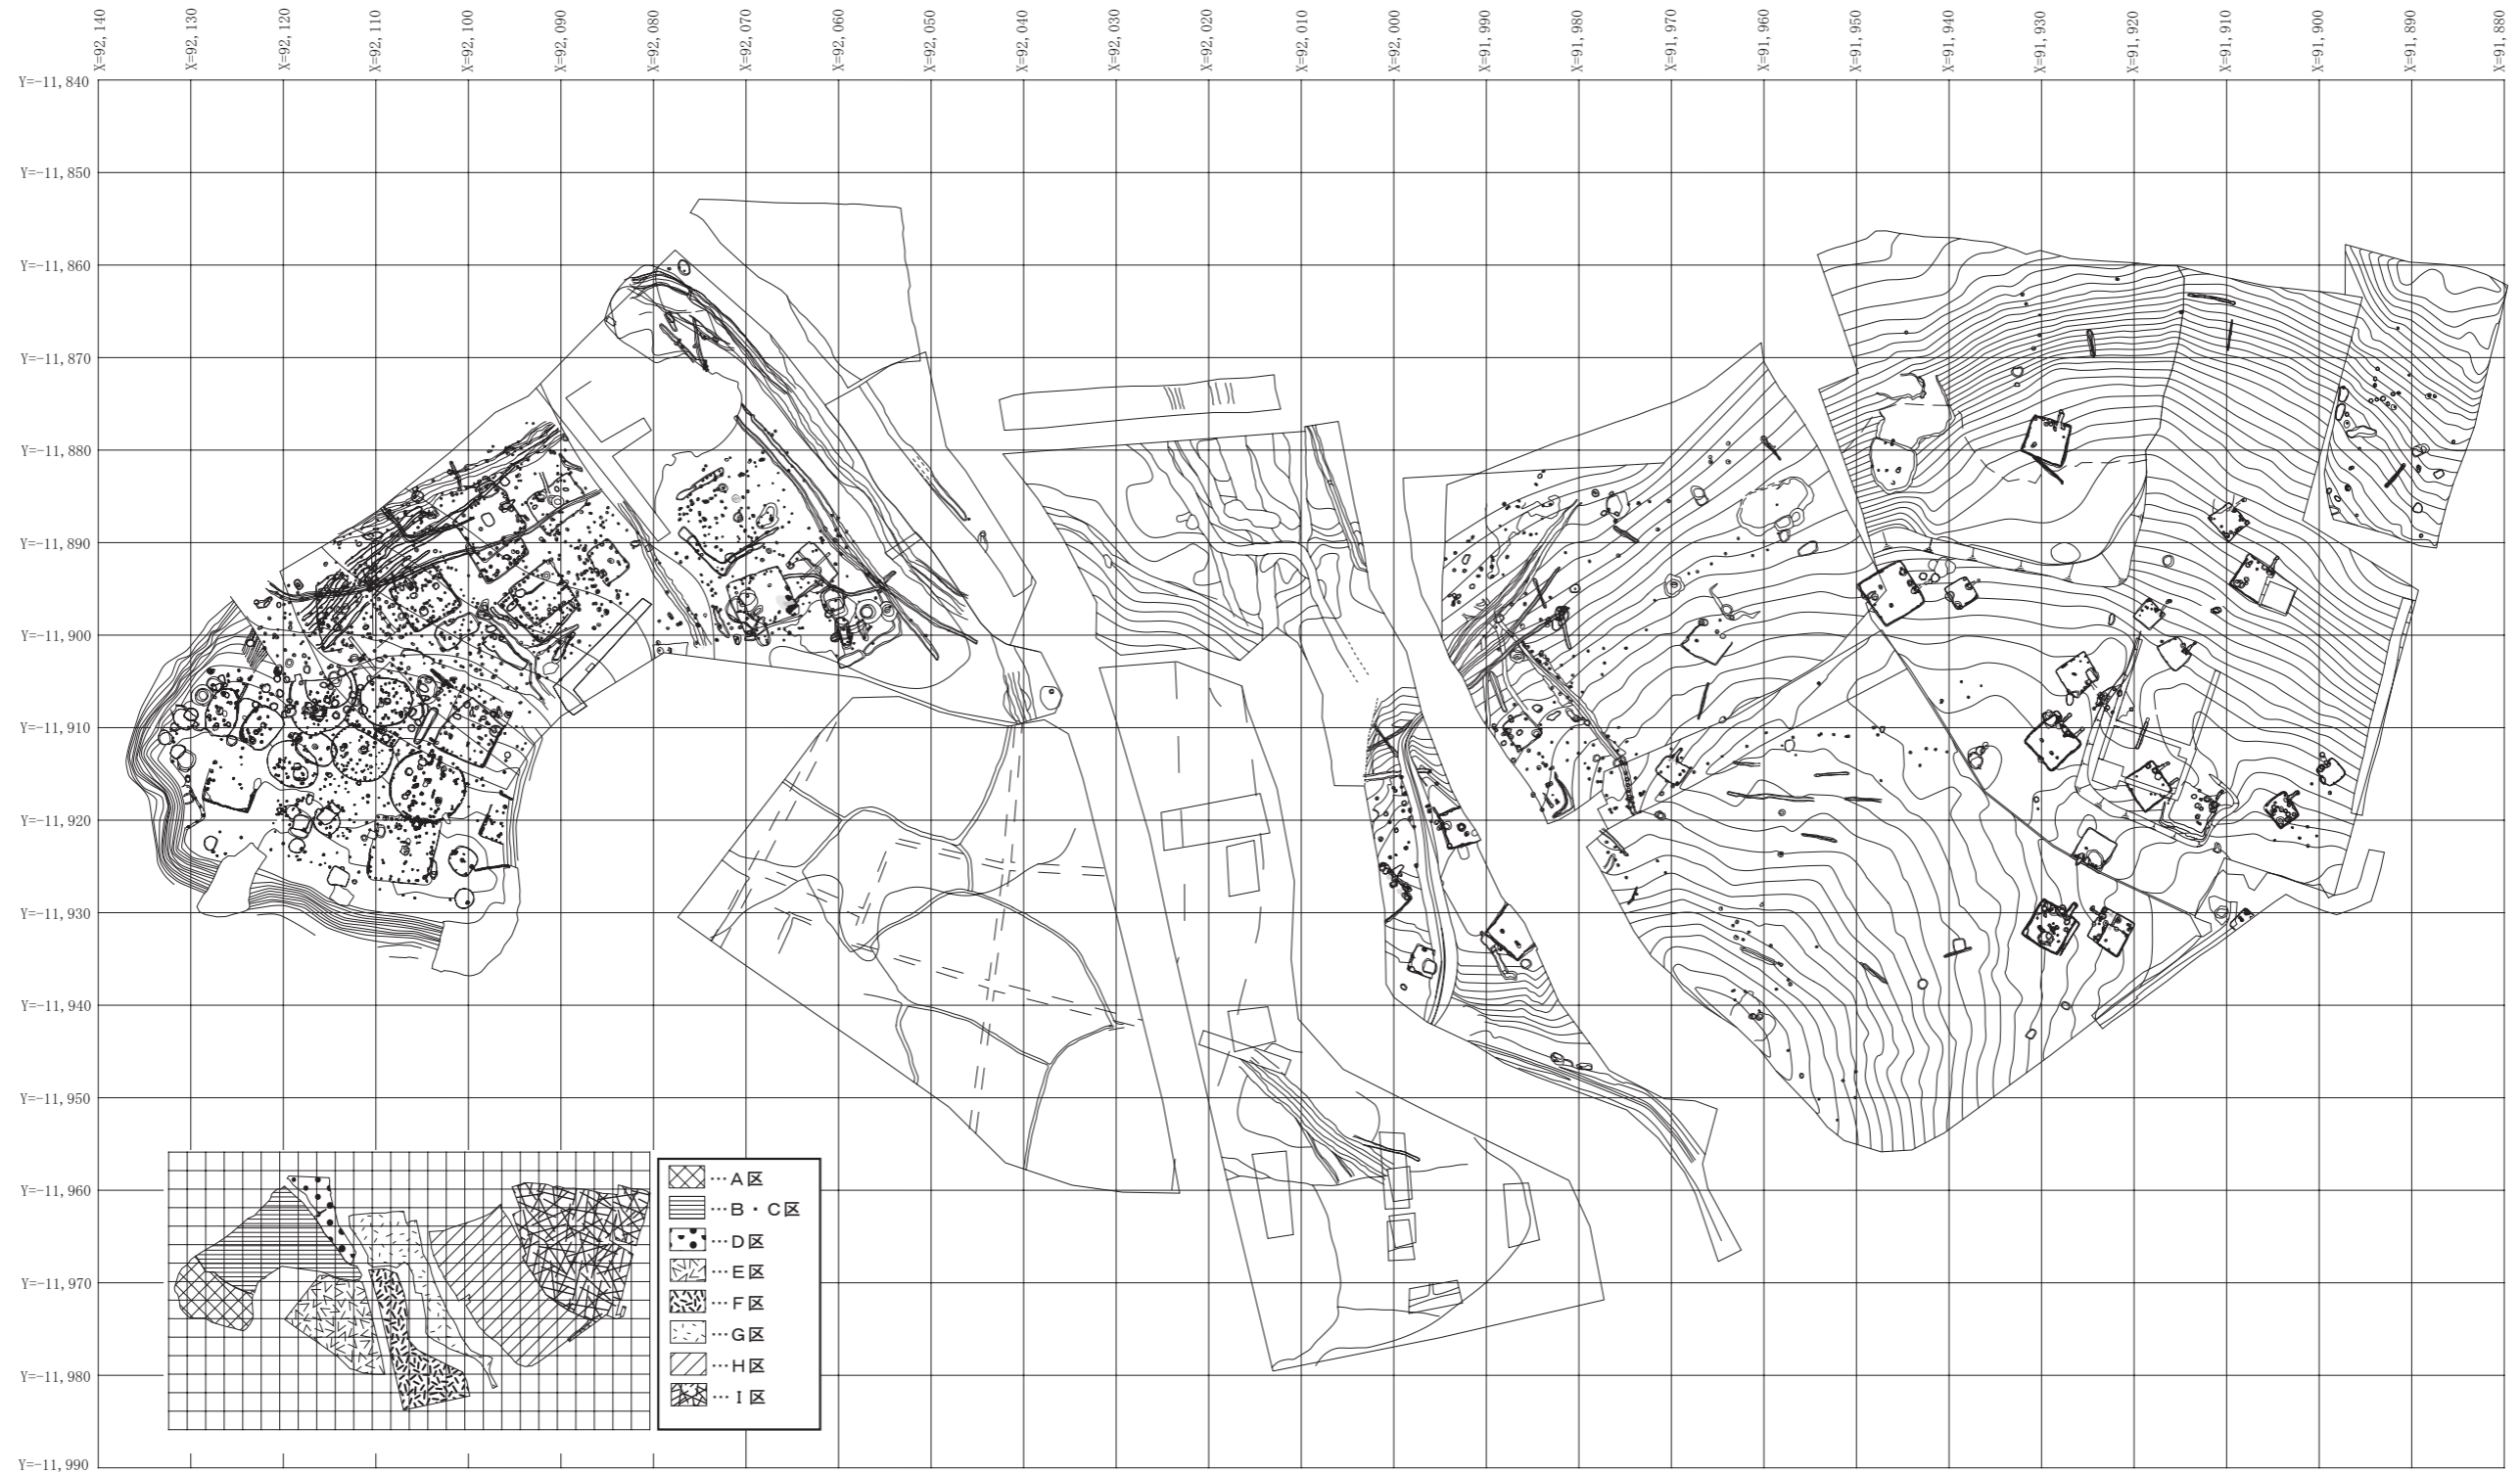 X=92,140
X=92,130
X=92,120
X=92,110
X=92,100
X=92,090
X=92,080
X=92,070
X=92,060
X=92,050
X=92,040
X=92,030
X=92,020
X=92,010
X=92,000
X=91,990
X=91,980
X=91,970
X=91,960
X=91,950
X=91,940
X=91,930
X=91,920
X=91,910
X=91,900
X=91,890
X=91,880
Y=-11,840
Y=-11,850
Y=-11,860
Y=-11,870
Y=-11,880
Y=-11,890
Y=-11,900
Y=-11,910
Y=-11,920
Y=-11,930
Y=-11,940
Y=-11,950
Y=-11,960
Y=-11,970
Y=-11,980
Y=-11,990
…A区
…B・C区
…D区
…E区
…F区
…G区
…H区
…I区